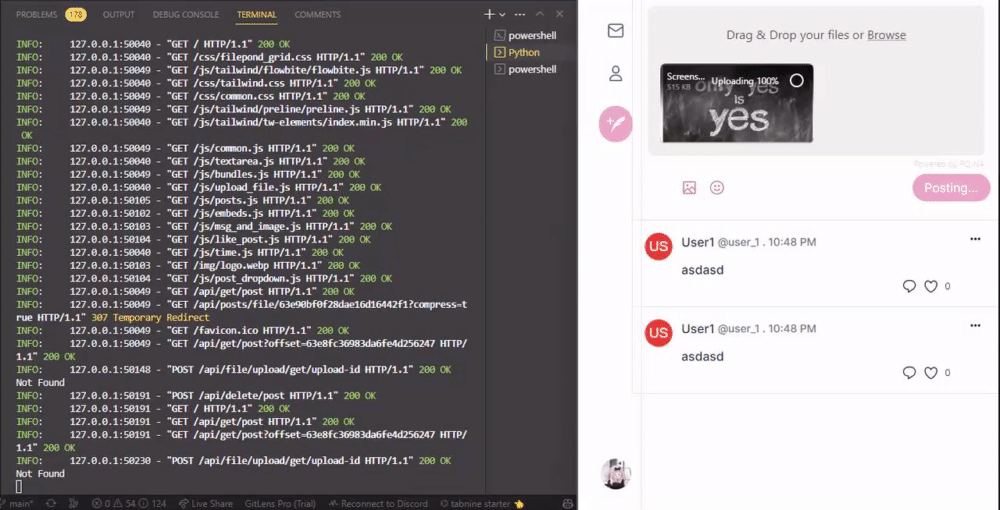 PROBLEMS 178 OUTPUT DEBUG CONSOLE TERMINAL COMMENTS
INFO: 127.0.0.1:50040 - "GET / HTTP/1.1" 200 OK
INFO: 127.0.0.1:50040 - "GET /css/filepond_grid.css HTTP/1.1" 200 OK
INFO: 127.0.0.1:50049 - "GET /js/tailwind/flowbite/flowbite.js HTTP/1.1" 200 OK
INFO: 127.0.0.1:50040 - "GET /css/tailwind.css HTTP/1.1" 200 OK
INFO: 127.0.0.1:50049 - "GET /css/common.css HTTP/1.1" 200 OK
INFO: 127.0.0.1:50049 - "GET /js/tailwind/preline/preline.js HTTP/1.1" 200 OK
INFO: 127.0.0.1:50040 - "GET /js/tailwind/tw-elements/index.min.js HTTP/1.1" 200
OK
INFO: 127.0.0.1:50049 - "GET /js/common.js HTTP/1.1" 200 OK
INFO: 127.0.0.1:50040 - "GET /js/textarea.js HTTP/1.1" 200 OK
INFO: 127.0.0.1:50049 - "GET /js/bundles.js HTTP/1.1" 200 OK
INFO: 127.0.0.1:50040 - "GET /js/upload_file.js HTTP/1.1" 200 OK
INFO: 127.0.0.1:50105 - "GET /js/posts.js HTTP/1.1" 200 OK
INFO: 127.0.0.1:50102 - "GET /js/embeds.js HTTP/1.1" 200 OK
INFO: 127.0.0.1:50103 - "GET /js/msg_and_image.js HTTP/1.1" 200 OK
INFO: 127.0.0.1:50104 - "GET /js/like_post.js HTTP/1.1" 200 OK
INFO: 127.0.0.1:50040 - "GET /js/time.js HTTP/1.1" 200 OK
INFO: 127.0.0.1:50103 - "GET /img/logo.webp HTTP/1.1" 200 OK
INFO: 127.0.0.1:50104 - "GET /js/post_dropdown.js HTTP/1.1" 200 OK
INFO: 127.0.0.1:50049 - "GET /api/get/post HTTP/1.1" 200 OK
INFO: 127.0.0.1:50049 - "GET /api/posts/file/63e90bf0f28dae16d16442f1?compress=t
rue HTTP/1.1" 307 Temporary Redirect
INFO: 127.0.0.1:50049 - "GET /favicon.ico HTTP/1.1" 200 OK
INFO: 127.0.0.1:50049 - "GET /api/get/post?offset=63e8fc36983da6fe4d256247 HTTP/
1.1" 200 OK
INFO: 127.0.0.1:50148 - "POST /api/file/upload/get/upload-id HTTP/1.1" 200 OK
Not Found
INFO: 127.0.0.1:50191 - "POST /api/delete/post HTTP/1.1" 200 OK
INFO: 127.0.0.1:50191 - "GET / HTTP/1.1" 200 OK
INFO: 127.0.0.1:50191 - "GET /api/get/post HTTP/1.1" 200 OK
INFO: 127.0.0.1:50191 - "GET /api/get/post?offset=63e8fc36983da6fe4d256247 HTTP/
1.1" 200 OK
INFO: 127.0.0.1:50230 - "POST /api/file/upload/get/upload-id HTTP/1.1" 200 OK
Not Found
powershell
Python
powershell
main* 0 54 124 Live Share GitLens Pro (Trial) Reconnect to Discord tabnine starter
Drag & Drop your files or Browse
Screens... Uploading 100%
515 KB
only yes
is
yes
Powered by PQINA
Posting...
US User1 @user_1 . 10:48 PM
asdasd
0
US User1 @user_1 . 10:48 PM
asdasd
0